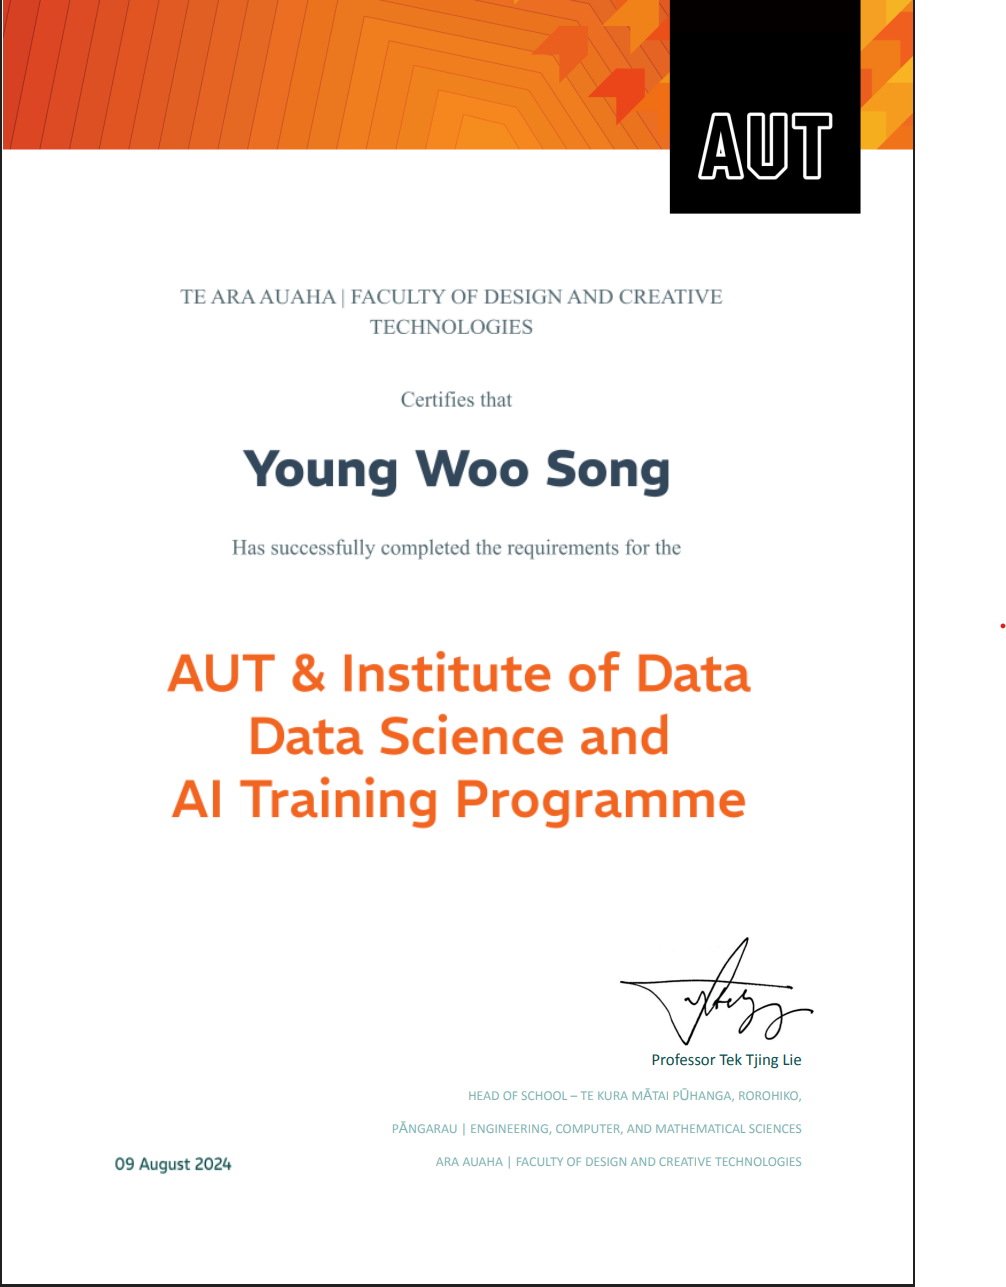 AUT
TE ARA AUAHA | FACULTY OF DESIGN AND CREATIVE
TECHNOLOGIES
Certifies that
Young Woo Song
Has successfully completed the requirements for the
AUT & Institute of Data
Data Science and
AI Training Programme
Professor Tek Tjing Lie
HEAD OF SCHOOL – TE KURA MĀTAI PŪHANGA, ROROHIKO,
PĀNGARAU | ENGINEERING, COMPUTER, AND MATHEMATICAL SCIENCES
ARA AUAHA | FACULTY OF DESIGN AND CREATIVE TECHNOLOGIES
09 August 2024